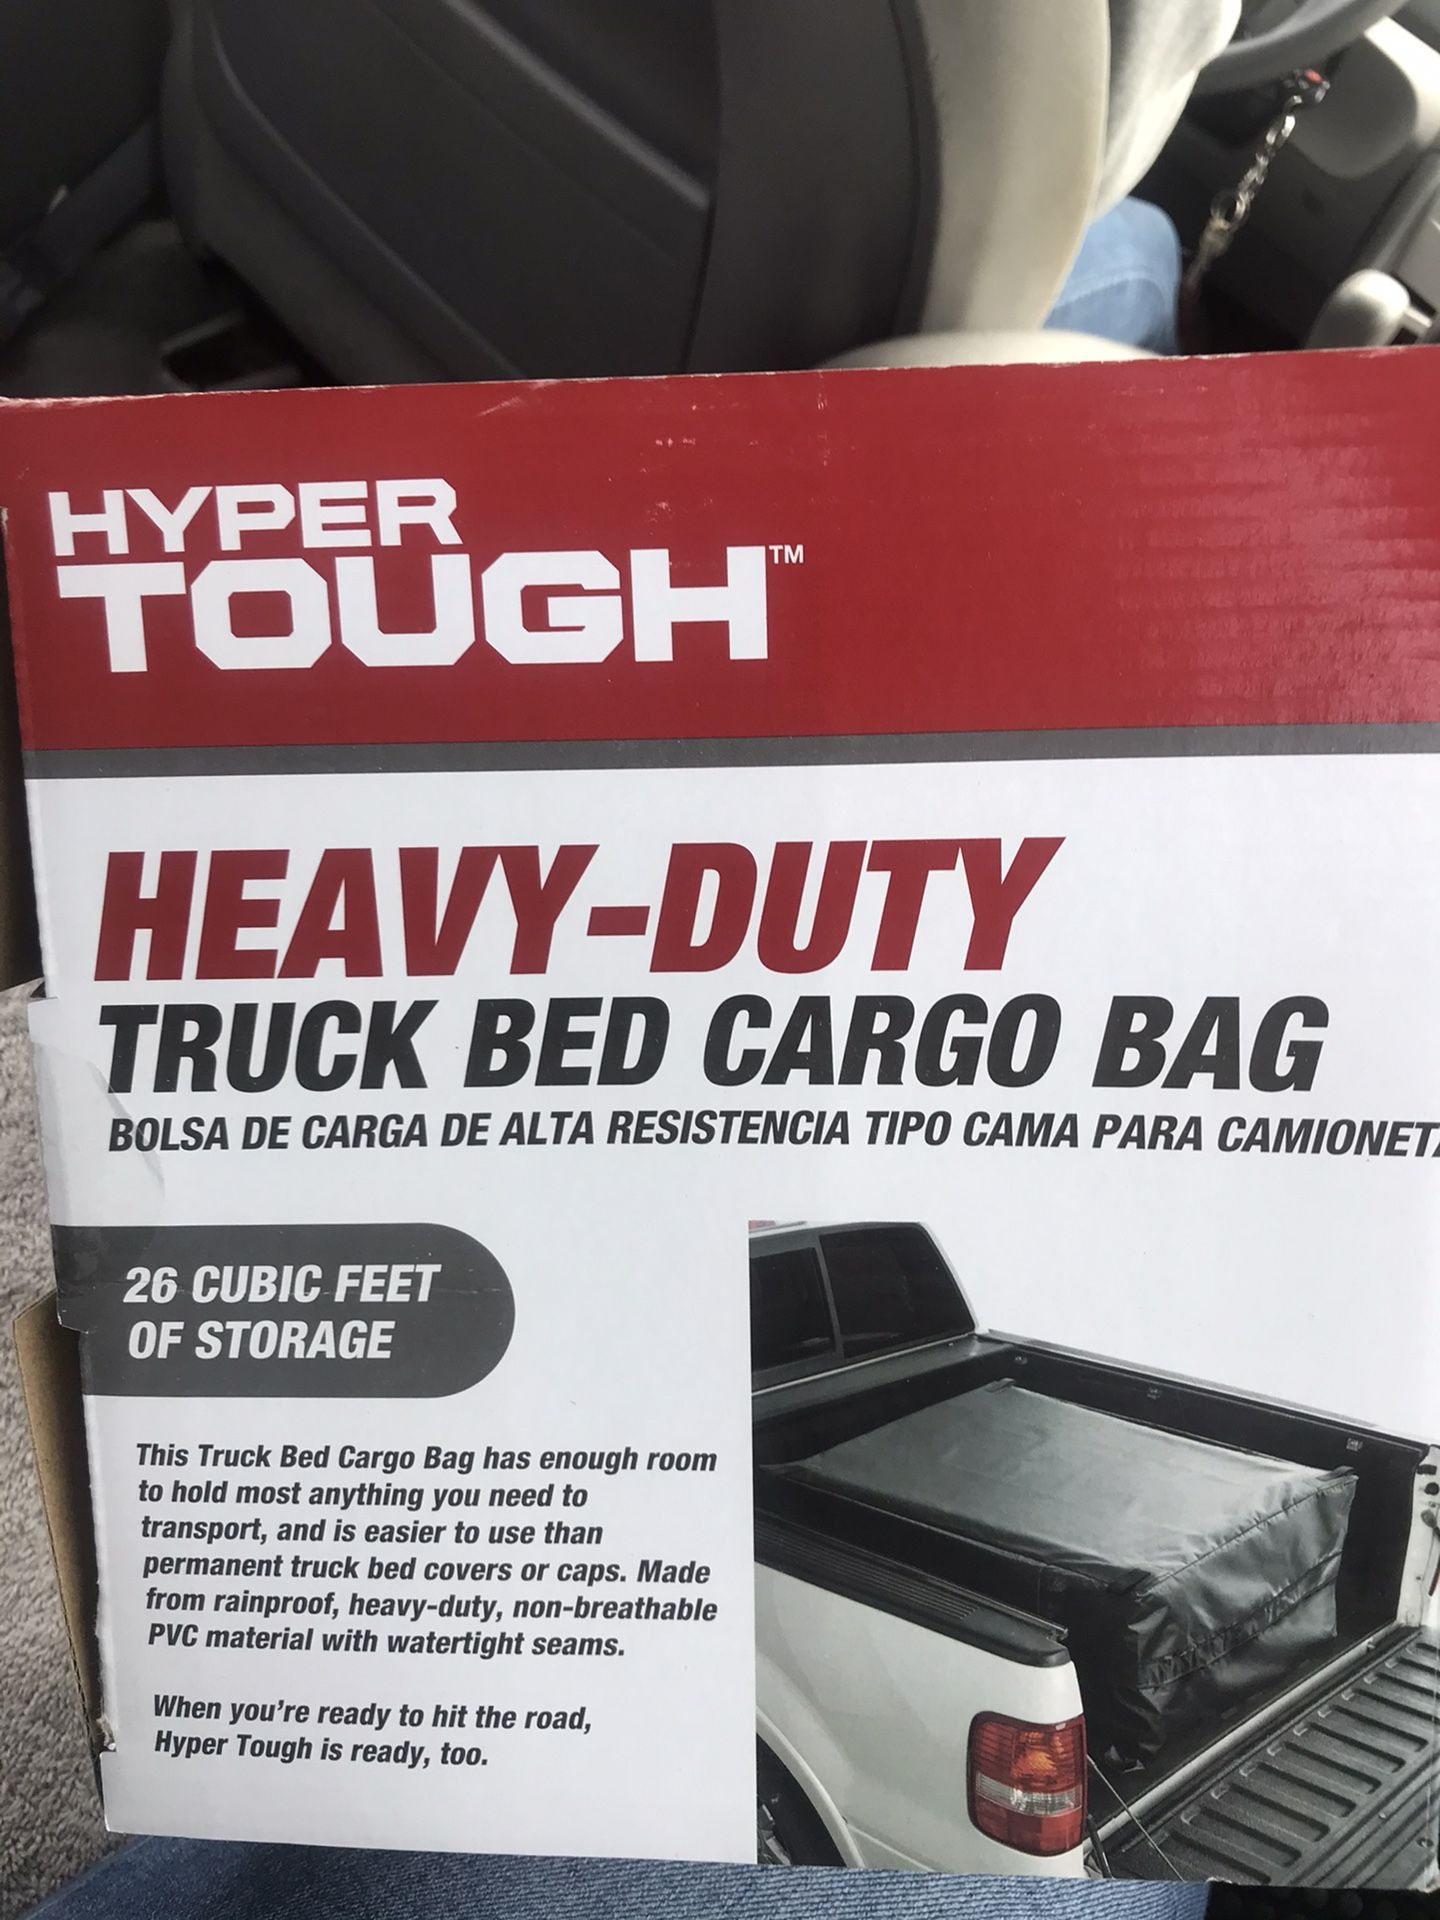 HYPER
TOUGH™
HEAVY-DUTY
TRUCK BED CARGO BAG
BOLSA DE CARGA DE ALTA RESISTENCIA TIPO CAMA PARA
26 CUBIC FEET
OF STORAGE
This Truck Bed Cargo Bag has enough room
to hold most anything you need to
transport, and is easier to use than
permanent truck bed covers or caps. Made
from rainproof, heavy-duty, non-breathable
PVC material with watertight seams.
When you're ready to hit the road,
Hyper Tough is ready, too.